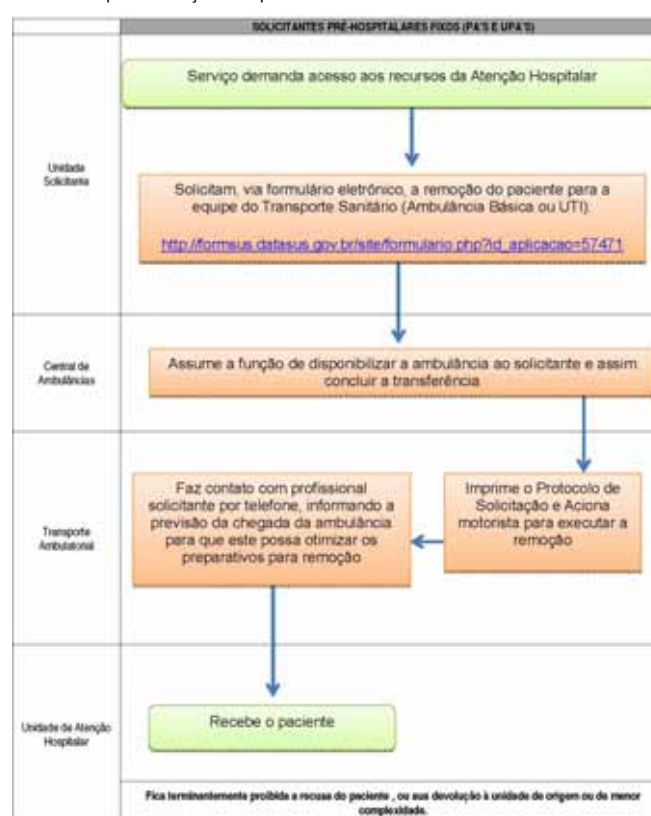 SOLICITANTES PRÉ-HOSPITALARES FIXOS (PA'S E UPA'S)
Serviço demanda acesso aos recursos da Atenção Hospitalar
Unidade
Solicitante
Solicitam, via formulário eletrônico, a remoção do paciente para a
equipe do Transporte Sanitário (Ambulância Básica ou UTI)
http://formsus.datasus.gov.br/site/formulario.php?id_aplicacao=57471
Central de
Ambulâncias
Assume a função de disponibilizar a ambulância ao solicitante e assim
concluir a transferência
Transporte
Ambulatorial
Faz contato com profissional
solicitante por telefone, informando a
previsão da chegada da ambulância
para que este possa otimizar os
preparativos para remoção
Imprime o Protocolo de
Solicitação e Aciona
motorista para executar a
remoção
Unidade de Atenção
Hospitalar
Recebe o paciente
Fica terminantemente proibida a recusa do paciente , ou sua devolução à unidade de origem ou de menor
complexidade.